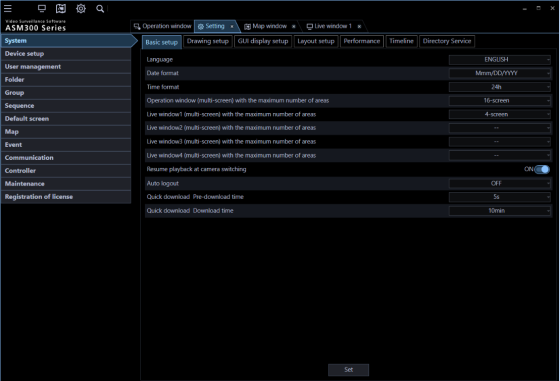 Video Surveillance Software
ASM300 Series
Operation window
Setting
Map window
Live window 1
System
Device setup
User management
Folder
Group
Sequence
Default screen
Map
Event
Communication
Controller
Maintenance
Registration of license
Basic setup
Drawing setup
GUI display setup
Layout setup
Performance
Timeline
Directory Service
Language ENGLISH
Date format Mmm/DD/YYYY
Time format 24h
Operation window (multi-screen) with the maximum number of areas 16-screen
Live window1 (multi-screen) with the maximum number of areas 4-screen
Live window2 (multi-screen) with the maximum number of areas --
Live window3 (multi-screen) with the maximum number of areas --
Live window4 (multi-screen) with the maximum number of areas --
Resume playback at camera switching ON
Auto logout OFF
Quick download Pre-download time 5s
Quick download Download time 10min
Set